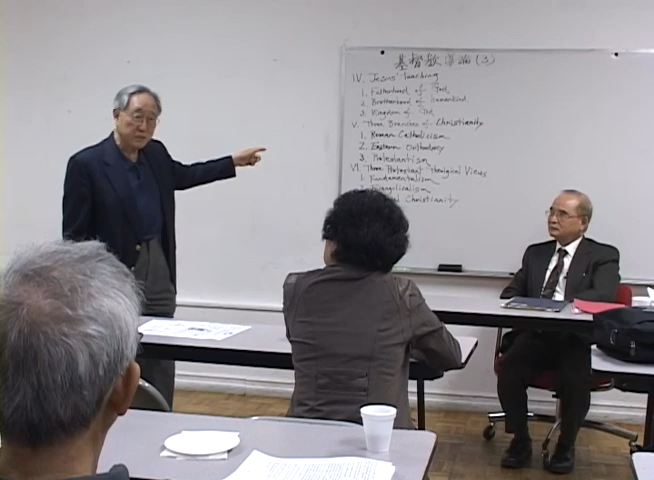 基督教導論(3)
IV. Jesus' teaching
1. Fatherhood of God.
2. Brotherhood of humankind.
3. Kingdom of God.
V. Three Branches of Christianity
1. Roman Catholicism
2. Eastern Orthodoxy
3. Protestantism
VI. Three Protestant Theological Views
1. Fundamentalism
Evangelicalism
Christianity